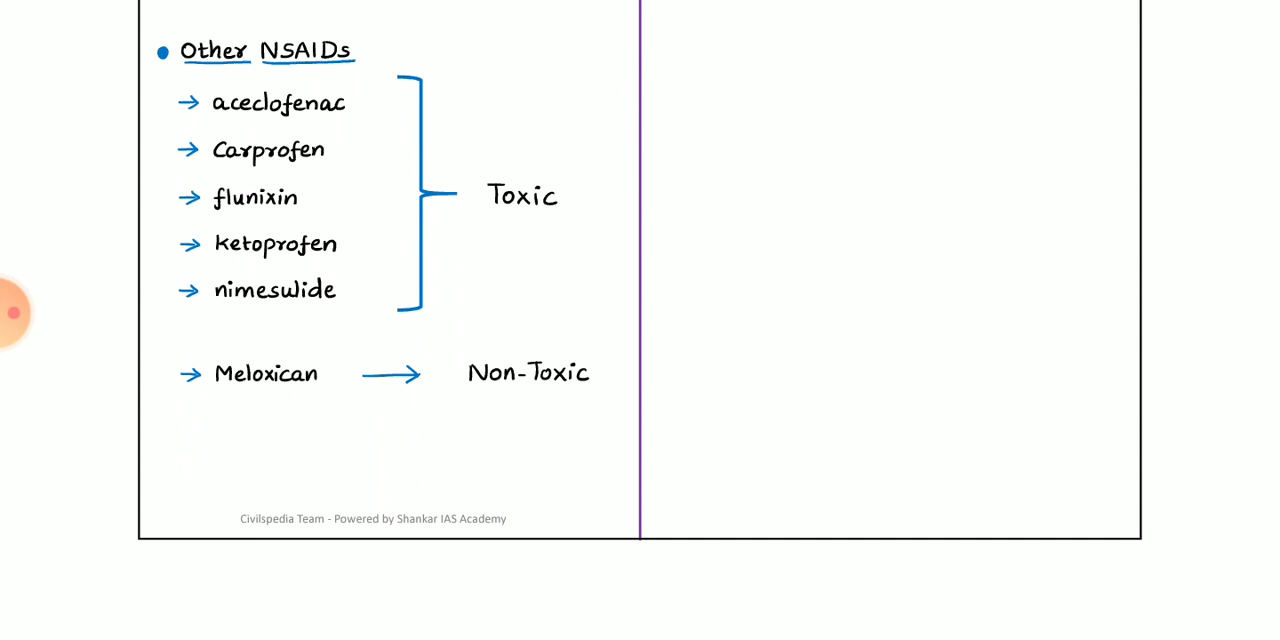 • Other NSAIDs
→ aceclofenac
→ Carprofen
→ flunixin
→ ketoprofen
→ nimesulide
Toxic
→ Meloxican → Non-Toxic
Civilspedia Team - Powered by Shankar IAS Academy